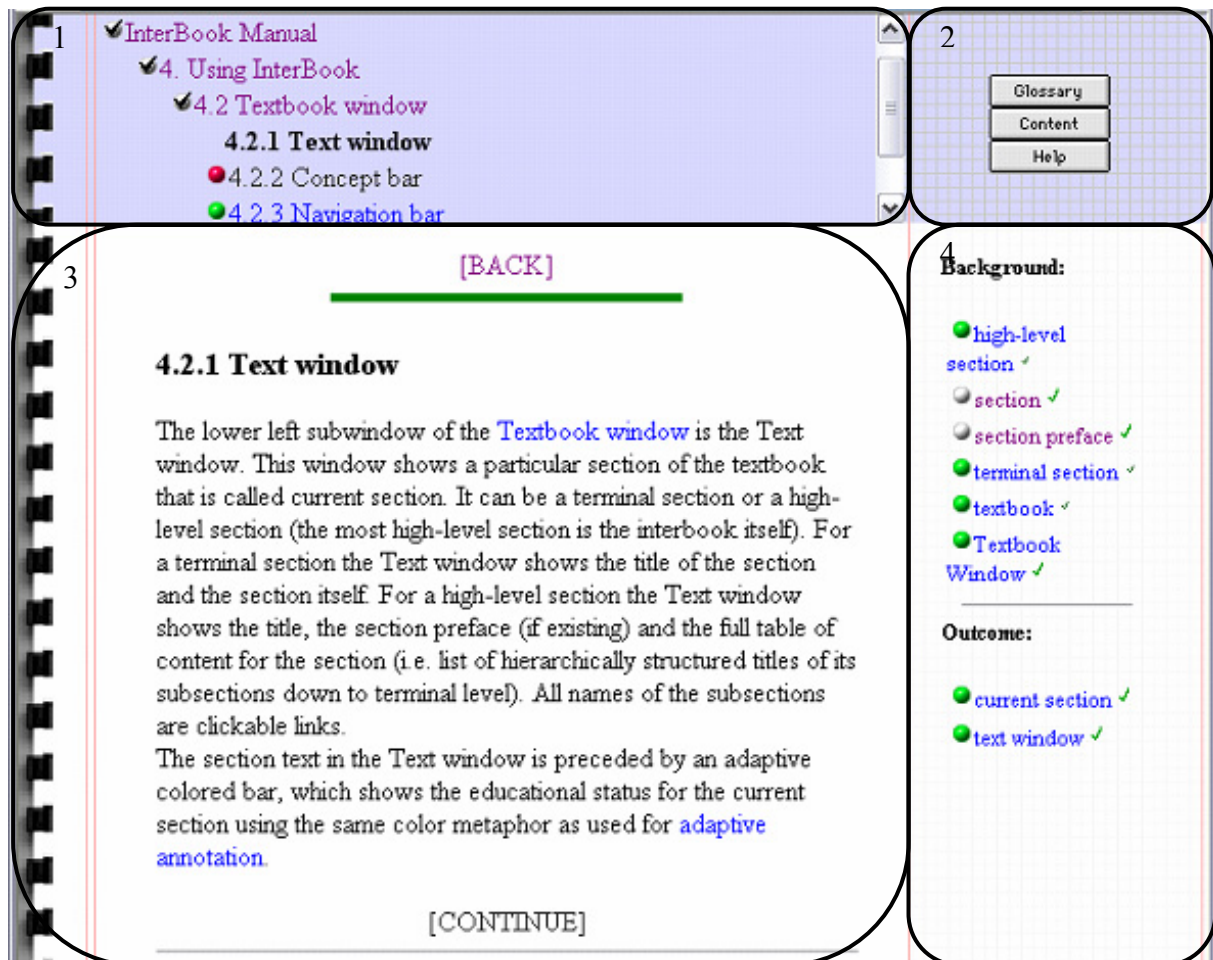 1
InterBook Manual
4. Using InterBook
4.2 Textbook window
4.2.1 Text window
4.2.2 Concept bar
4.2.3 Navigation bar
2
Glossary
Content
Help
3
[BACK]
4.2.1 Text window
The lower left subwindow of the Textbook window is the Text
window. This window shows a particular section of the textbook
that is called current section. It can be a terminal section or a high-
level section (the most high-level section is the interbook itself). For
a terminal section the Text window shows the title of the section
and the section itself. For a high-level section the Text window
shows the title, the section preface (if existing) and the full table of
content for the section (i.e. list of hierarchically structured titles of its
subsections down to terminal level). All names of the subsections
are clickable links.
The section text in the Text window is preceded by an adaptive
colored bar, which shows the educational status for the current
section using the same color metaphor as used for adaptive
annotation.
[CONTINUE]
4
Background:
high-level
section
section
section preface
terminal section
textbook
Textbook
Window
Outcome:
current section
text window